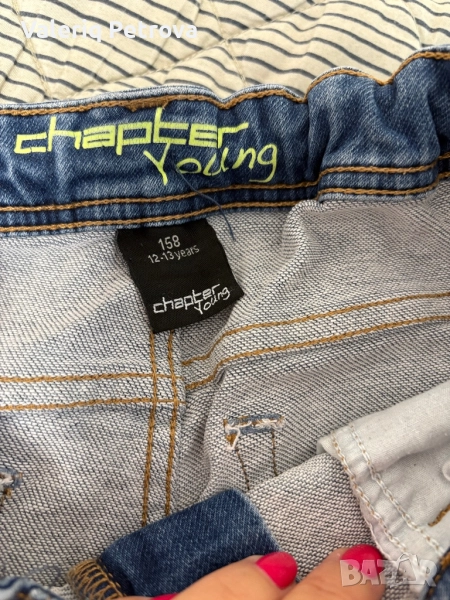 Valeriq Petrova
chapter
Young
158
12-13 years
chapter
Young
BAZAR